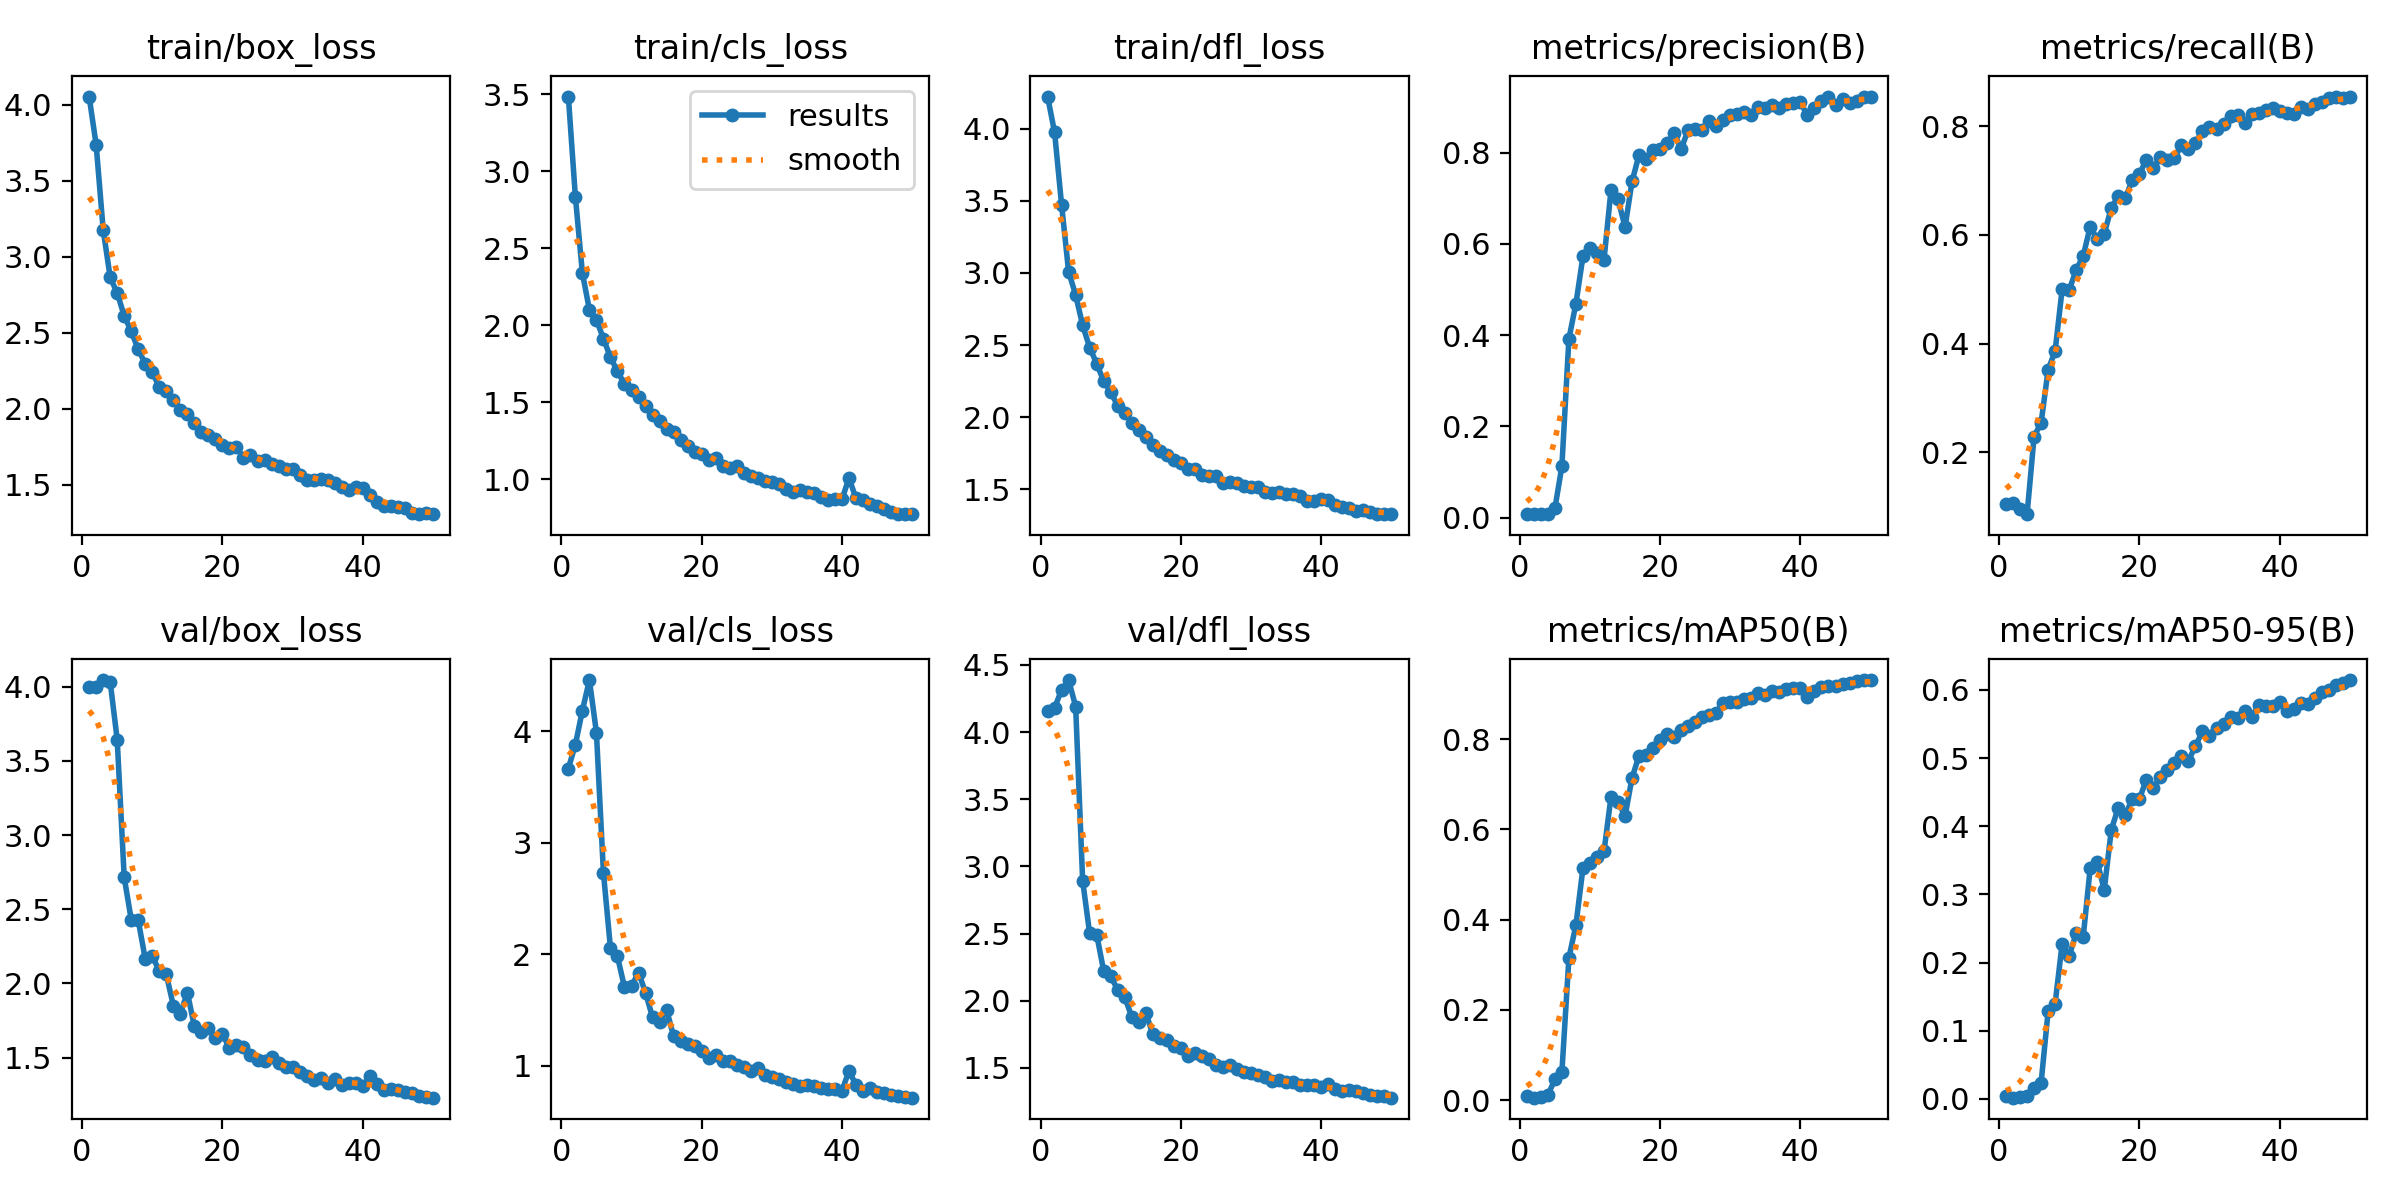 train/box_loss
train/cls_loss
train/dfl_loss
metrics/precision(B)
metrics/recall(B)
4.0
3.5
3.0
2.5
2.0
1.5
0 20 40
3.5
3.0
2.5
2.0
1.5
1.0
0 20 40
results
smooth
4.0
3.5
3.0
2.5
2.0
1.5
0 20 40
0.8
0.6
0.4
0.2
0.0
0 20 40
0.8
0.6
0.4
0.2
0 20 40
val/box_loss
val/cls_loss
val/dfl_loss
metrics/mAP50(B)
metrics/mAP50-95(B)
4.0
3.5
3.0
2.5
2.0
1.5
0 20 40
4
3
2
1
0 20 40
4.5
4.0
3.5
3.0
2.5
2.0
1.5
0 20 40
0.8
0.6
0.4
0.2
0.0
0 20 40
0.6
0.5
0.4
0.3
0.2
0.1
0.0
0 20 40